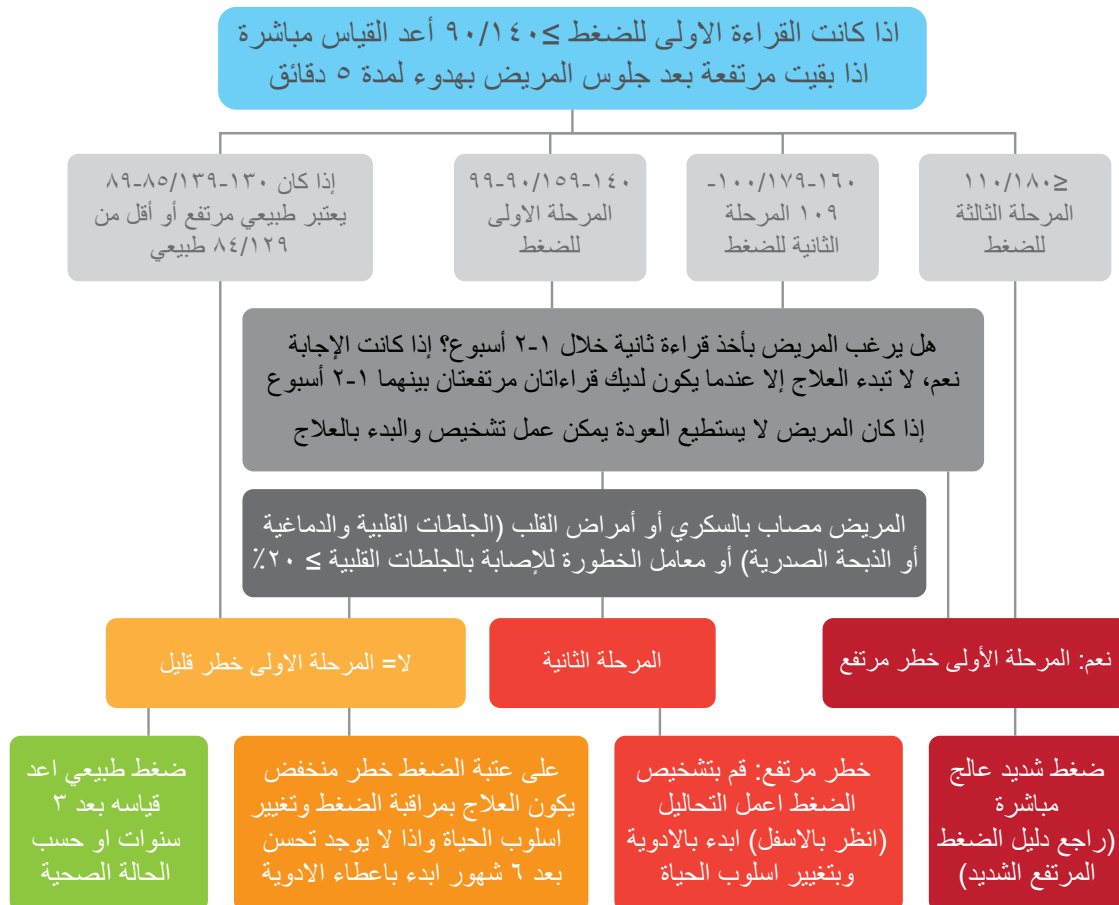 اذا كانت القراءة الاولى للضغط ≥١٤٠/٩٠ أعد القياس مباشرة
اذا بقيت مرتفعة بعد جلوس المريض بهدوء لمدة ٥ دقائق
≤١٨٠/١١٠
المرحلة الثالثة
للضغط
١٦٠-١٧٩/١٠٠-
١٠٩ المرحلة
الثانية للضغط
١٤٠-١٥٩/٩٠-٩٩
المرحلة الاولى
للضغط
إذا كان ١٣٠-١٣٩/٨٥-٨٩
يعتبر طبيعي مرتفع أو أقل من
١٢٩/٨٤ طبيعي
هل يرغب المريض بأخذ قراءة ثانية خلال ١-٢ أسبوع؟ إذا كانت الإجابة
نعم، لا تبدء العلاج إلا عندما يكون لديك قراءاتان مرتفعتان بينهما ١-٢ أسبوع
إذا كان المريض لا يستطيع العودة يمكن عمل تشخيص والبدء بالعلاج
المريض مصاب بالسكري أو أمراض القلب (الجلطات القلبية والدماغية
أو الذبحة الصدرية) أو معامل الخطورة للإصابة بالجلطات القلبية ≥ ٢٠٪
نعم: المرحلة الأولى خطر مرتفع
المرحلة الثانية
لا= المرحلة الاولى خطر قليل
ضغط شديد عالج
مباشرة
(راجع دليل الضغط
المرتفع الشديد)
خطر مرتفع: قم بتشخيص
الضغط اعمل التحاليل
(انظر بالاسفل) ابدء بالادوية
وبتغيير اسلوب الحياة
على عتبة الضغط خطر منخفض
يكون العلاج بمراقبة الضغط وتغيير
اسلوب الحياة واذا لا يوجد تحسن
بعد ٦ شهور ابدء باعطاء الادوية
ضغط طبيعي اعد
قياسه بعد ٣
سنوات او حسب
الحالة الصحية